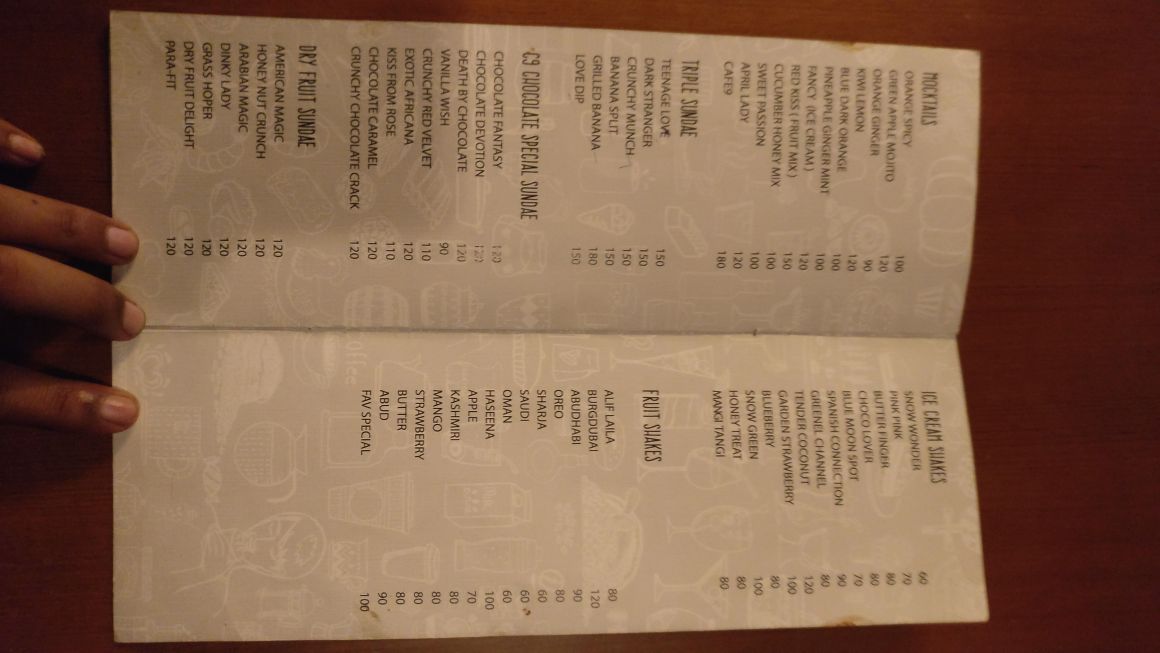 MOCKTAILS
ORANGE SPICY 100
GREEN APPLE MOJITO 120
ORANGE GINGER 90
KIWI LEMON 120
BLUE DARK ORANGE 100
PINEAPPLE GINGER MINT 100
FANCY (ICE CREAM) 120
RED KISS ( FRUIT MIX ) 150
CUCUMBER HONEY MIX 100
SWEET PASSION 100
APRIL LADY 120
CAFE9 180
TRIPLE SUNDAE
TEENAGE LOVE 150
DARK STRANGER 150
CRUNCHY MUNCH 150
BANANA SPLIT 150
GRILLED BANANA 180
LOVE DIP 150
C9 CHOCOLATE SPECIAL SUNDAE
CHOCOLATE FANTASY 120
CHOCOLATE DEVOTION 120
DEATH BY CHOCOLATE 120
VANILLA WISH 90
CRUNCHY RED VELVET 110
EXOTIC AFRICANA 120
KISS FROM ROSE 110
CHOCOLATE CARAMEL 120
CRUNCHY CHOCOLATE CRACK 120
DRY FRUIT SUNDAE
AMERICAN MAGIC 120
HONEY NUT CRUNCH 120
ARABIAN MAGIC 120
DINKY LADY 120
GRASS HOPER 120
DRY FRUIT DELIGHT 120
PARA-FIT 120
ICE CREAM SHAKES
SNOW WONDER 60
PINK PINK 70
BUTTER FINGER 80
CHOCO LOVER 80
BLUE MOON SPOT 70
SPANISH CONNECTION 90
GREENEL CHANNEL 80
TENDER COCONUT 120
GARDEN STRAWBERRY 100
BLUEBERRY 80
SNOW GREEN 100
HONEY TREAT 80
MANGI TANGI 80
FRUIT SHAKES
ALIF LAILA 80
BURGDUBAI 120
ABUDHABI 90
OREO 80
SHARJA 60
SAUDI 60
OMAN 60
HASEENA 100
APPLE 70
KASHMIRI 80
MANGO 80
STRAWBERRY 80
BUTTER 80
ABUD 90
FAV SPECIAL 100